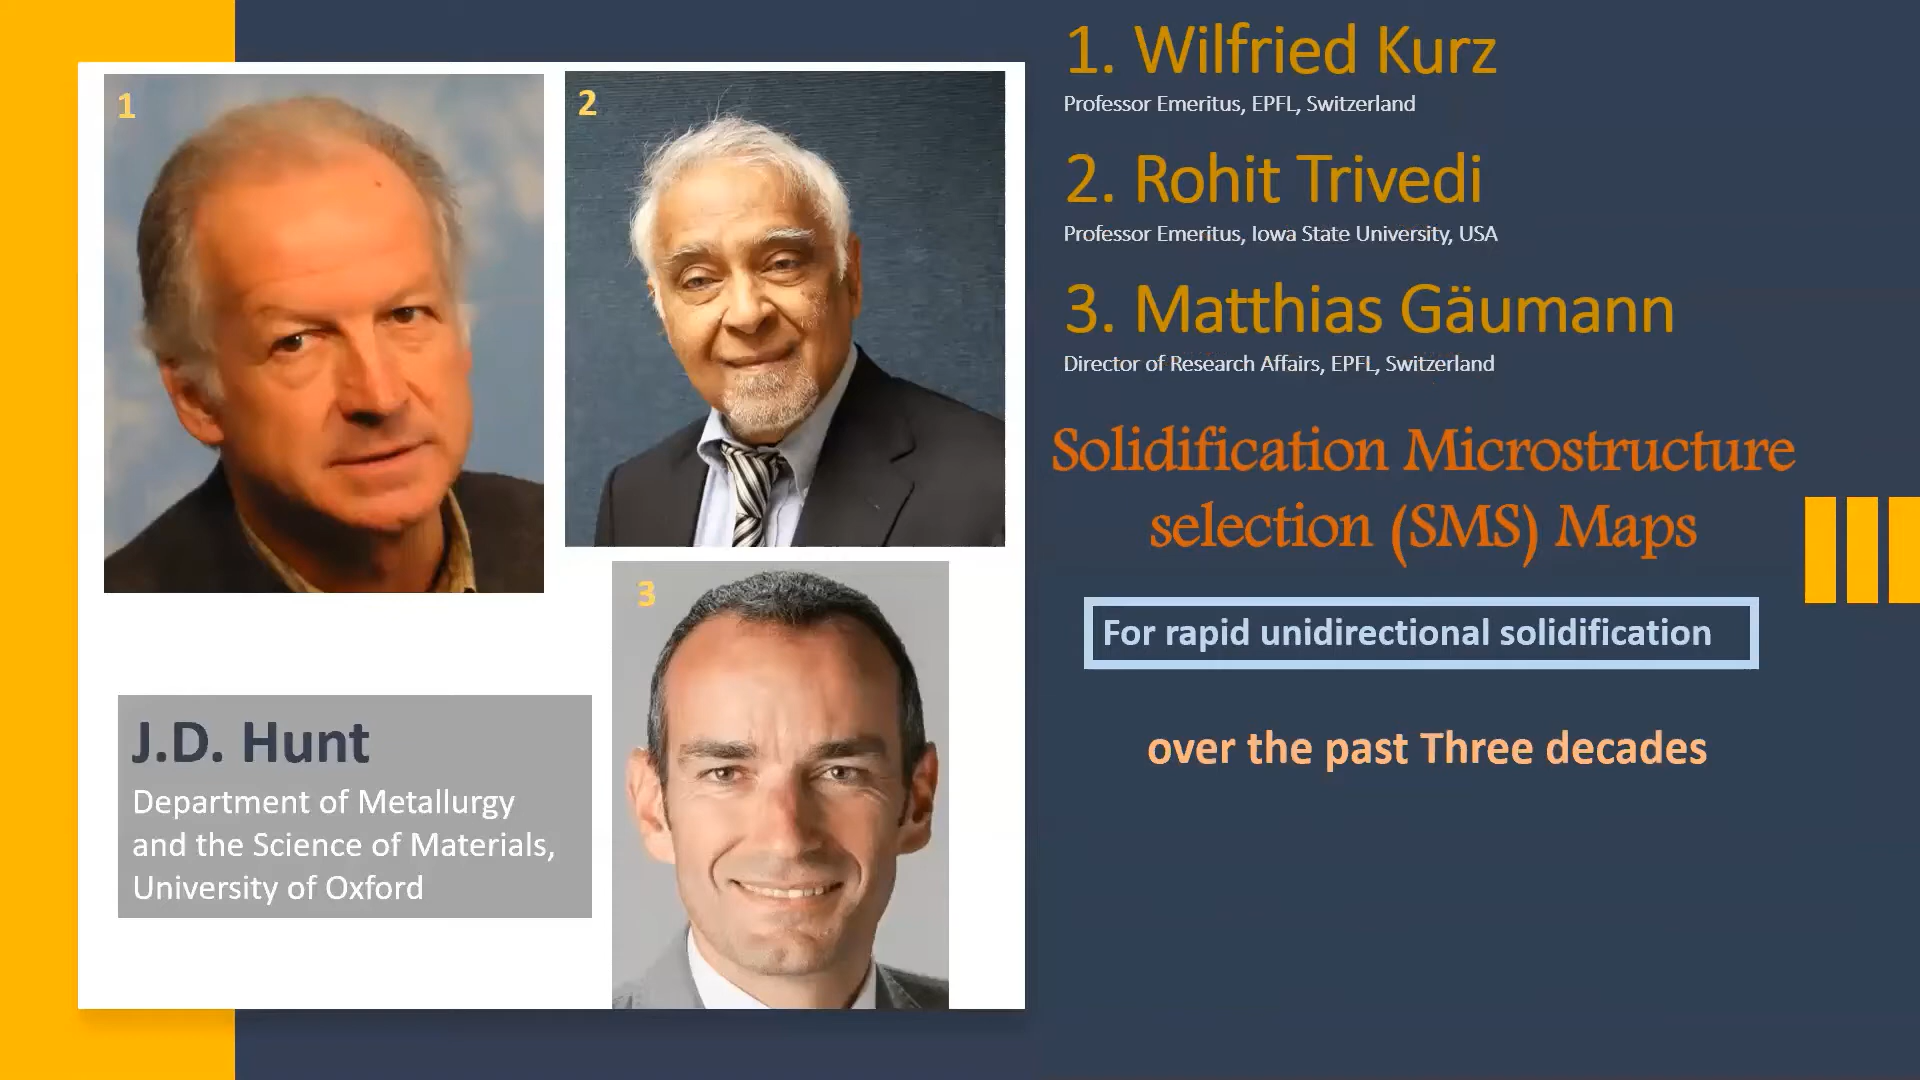 1
2
3
J.D. Hunt
Department of Metallurgy
and the Science of Materials,
University of Oxford
1. Wilfried Kurz
Professor Emeritus, EPFL, Switzerland
2. Rohit Trivedi
Professor Emeritus, Iowa State University, USA
3. Matthias Gäumann
Director of Research Affairs, EPFL, Switzerland
Solidification Microstructure
selection (SMS) Maps
For rapid unidirectional solidification
over the past Three decades